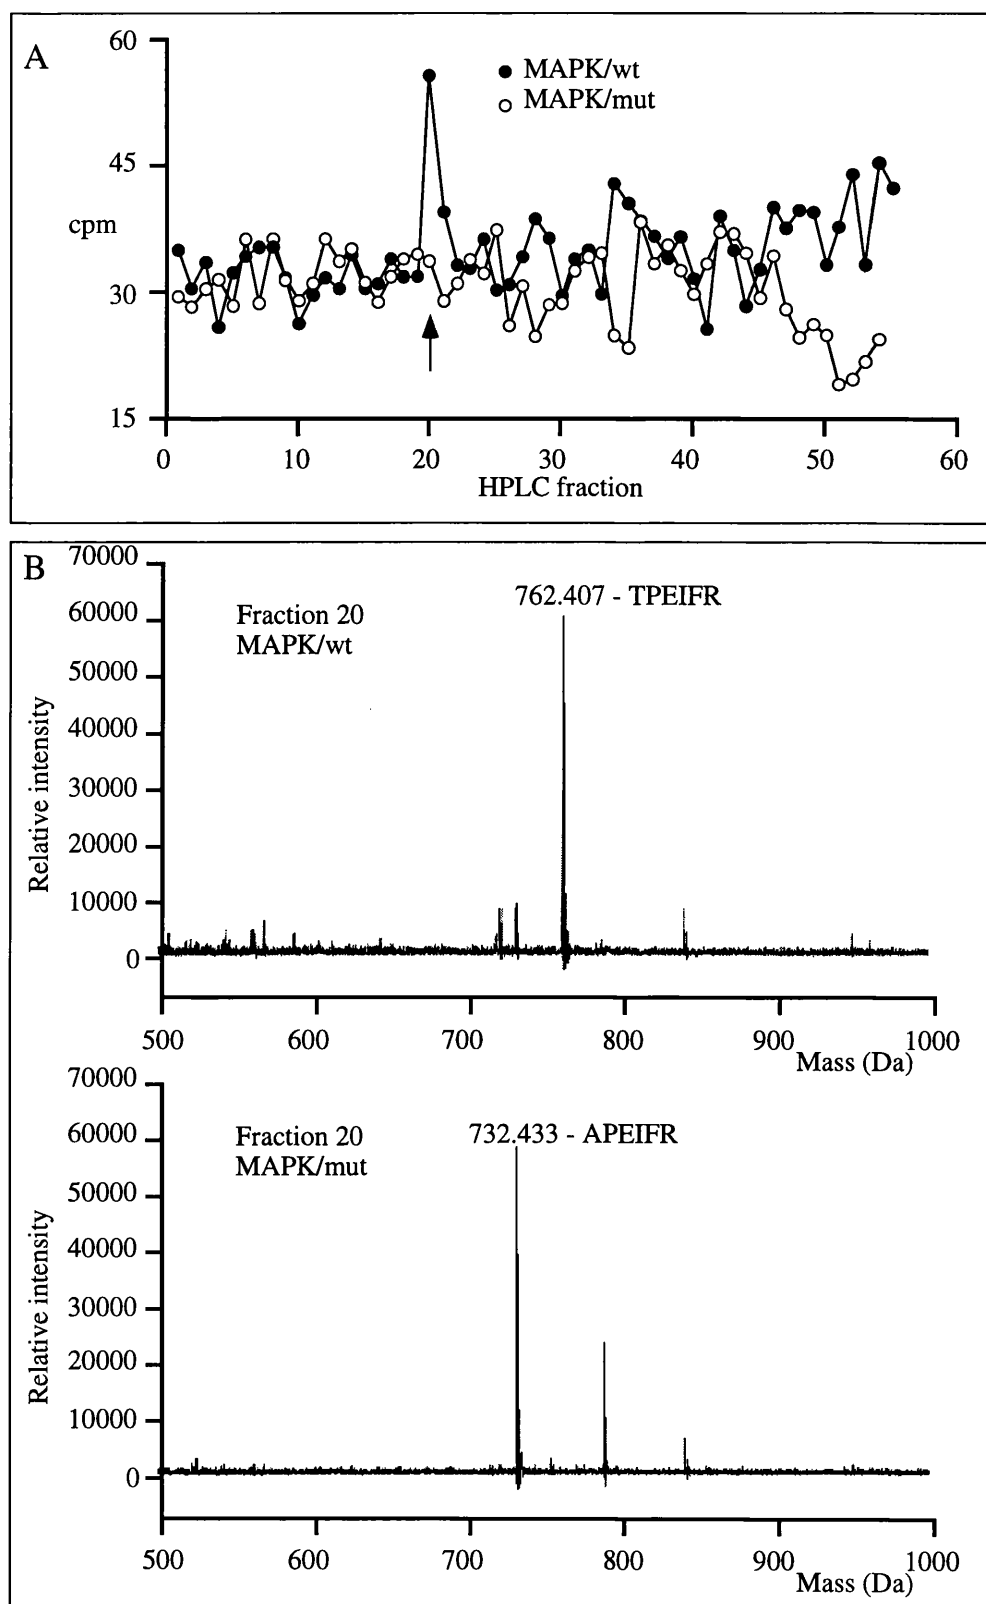 A
60
45
30
15
cpm
MAPK/wt
MAPK/mut
0 10 20 30 40 50 60
HPLC fraction
B
70000
60000
50000
40000
30000
20000
10000
0
Relative intensity
Fraction 20
MAPK/wt
762.407 - TPEIFR
500 600 700 800 900 1000
Mass (Da)
70000
60000
50000
40000
30000
20000
10000
0
Relative intensity
Fraction 20
MAPK/mut
732.433 - APEIFR
500 600 700 800 900 1000
Mass (Da)